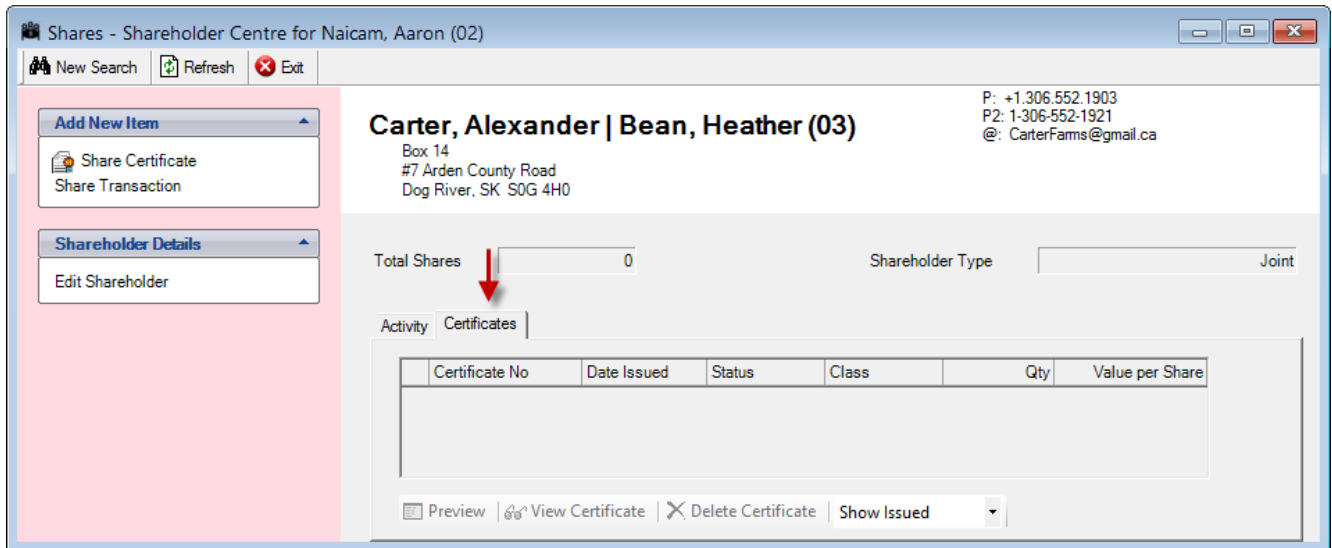 Shares - Shareholder Centre for Naicam, Aaron (02)
New Search Refresh Exit
Add New Item
Share Certificate
Share Transaction
Shareholder Details
Edit Shareholder
Carter, Alexander | Bean, Heather (03)
Box 14
#7 Arden County Road
Dog River, SK S0G 4H0
P: +1.306.552.1903
P2: 1-306-552-1921
@: CarterFarms@gmail.ca
Total Shares 0 Shareholder Type Joint
Activity Certificates
Certificate No Date Issued Status Class Qty Value per Share
Preview View Certificate Delete Certificate Show Issued